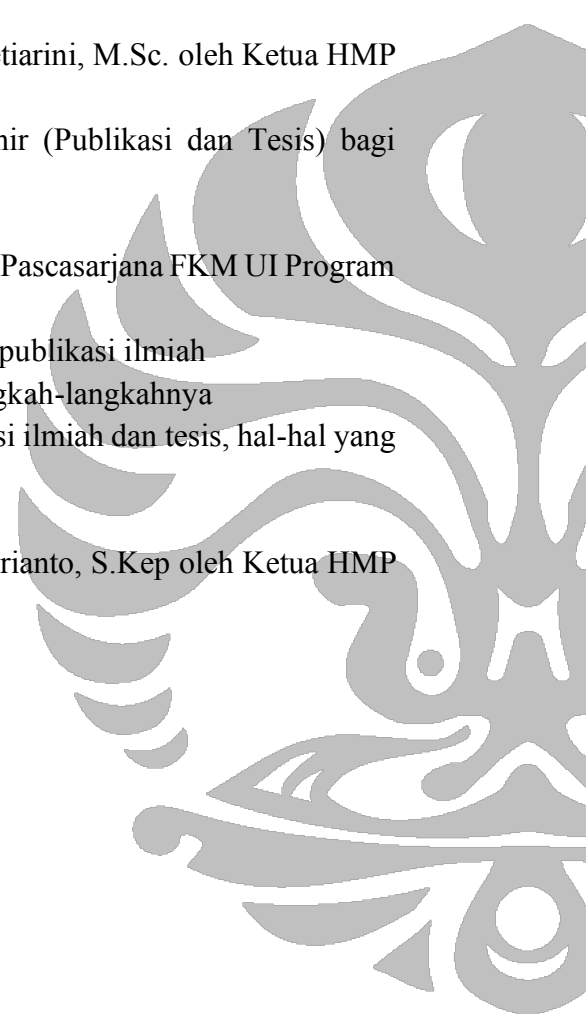 etiarini, M.Sc. oleh Ketua HMP
hir (Publikasi dan Tesis) bagi
Pascasarjana FKM UI Program
publikasi ilmiah
gkah-langkahnya
si ilmiah dan tesis, hal-hal yang
rianto, S.Kep oleh Ketua HMP